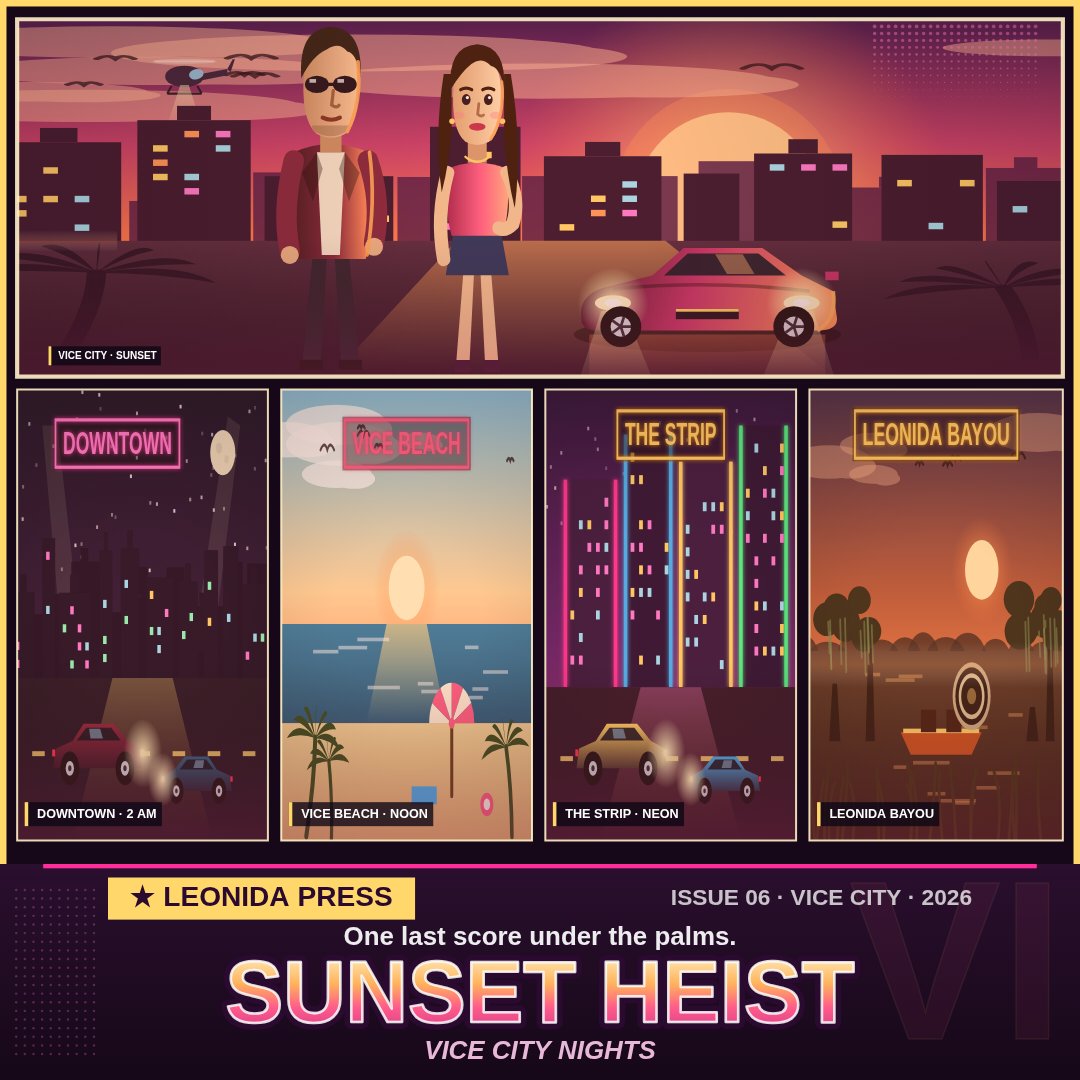 VICE CITY · SUNSET
DOWNTOWN
VICE BEACH
THE STRIP
LEONIDA BAYOU
DOWNTOWN · 2 AM
VICE BEACH · NOON
THE STRIP · NEON
LEONIDA BAYOU
★ LEONIDA PRESS
ISSUE 06 · VICE CITY · 2026
One last score under the palms.
SUNSET HEIST
VICE CITY NIGHTS
VI